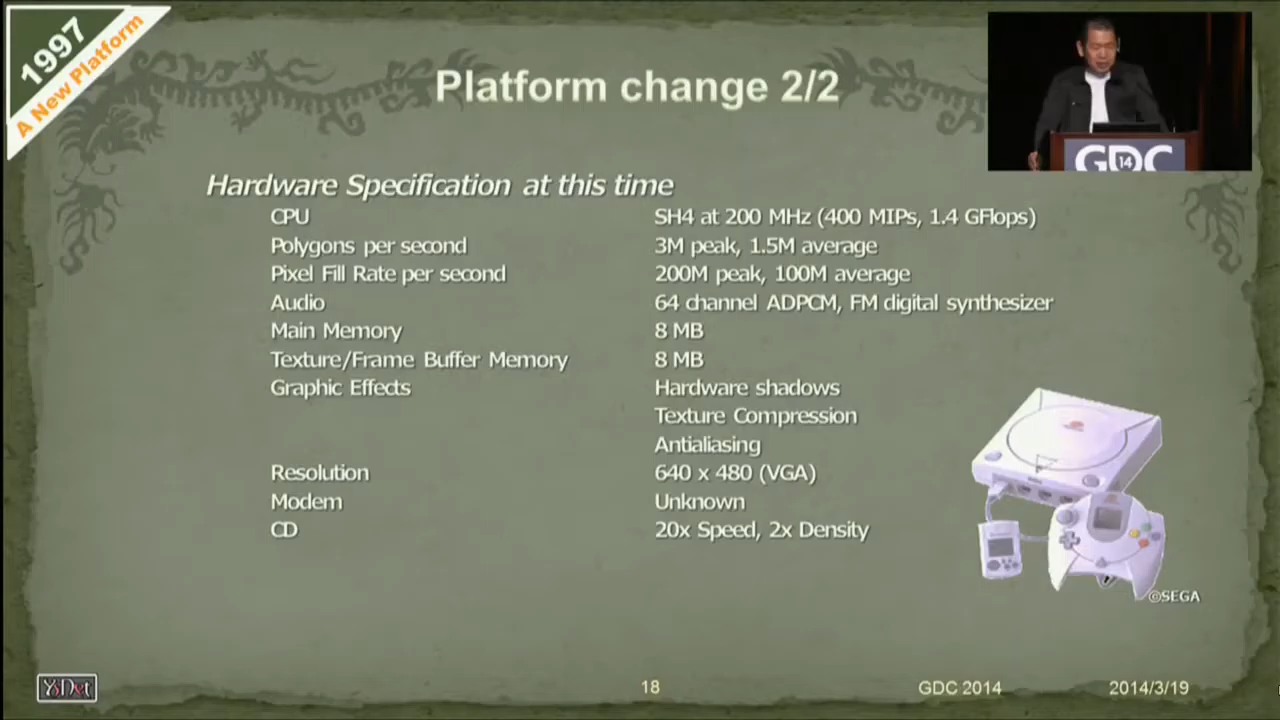 1997
A New Platform
Platform change 2/2
GDC 14
Hardware Specification at this time
CPU SH4 at 200 MHz (400 MIPs, 1.4 GFlops)
Polygons per second 3M peak, 1.5M average
Pixel Fill Rate per second 200M peak, 100M average
Audio 64 channel ADPCM, FM digital synthesizer
Main Memory 8 MB
Texture/Frame Buffer Memory 8 MB
Graphic Effects Hardware shadows
Texture Compression
Antialiasing
Resolution 640 x 480 (VGA)
Modem Unknown
CD 20x Speed, 2x Density
©SEGA
YsNet 18 GDC 2014 2014/3/19